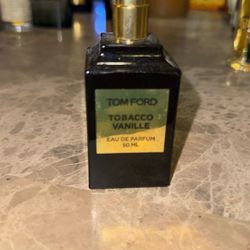 TOM FORD
TOBACCO
VANILLE
EAU DE PARFUM
50 ML